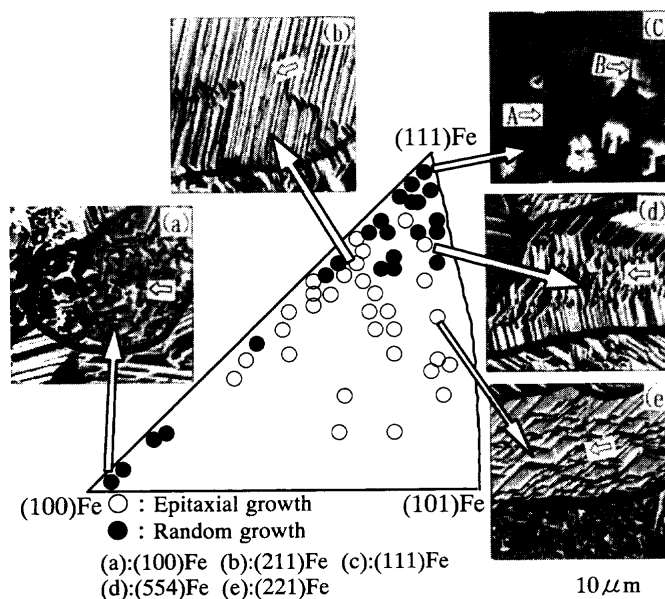 (b)
(C)
B⇨
A⇨
(111)Fe
(a)
(d)
(e)
(100)Fe
(101)Fe
○ : Epitaxial growth
● : Random growth
(a):(100)Fe (b):(211)Fe (c):(111)Fe
(d):(554)Fe (e):(221)Fe
10μm